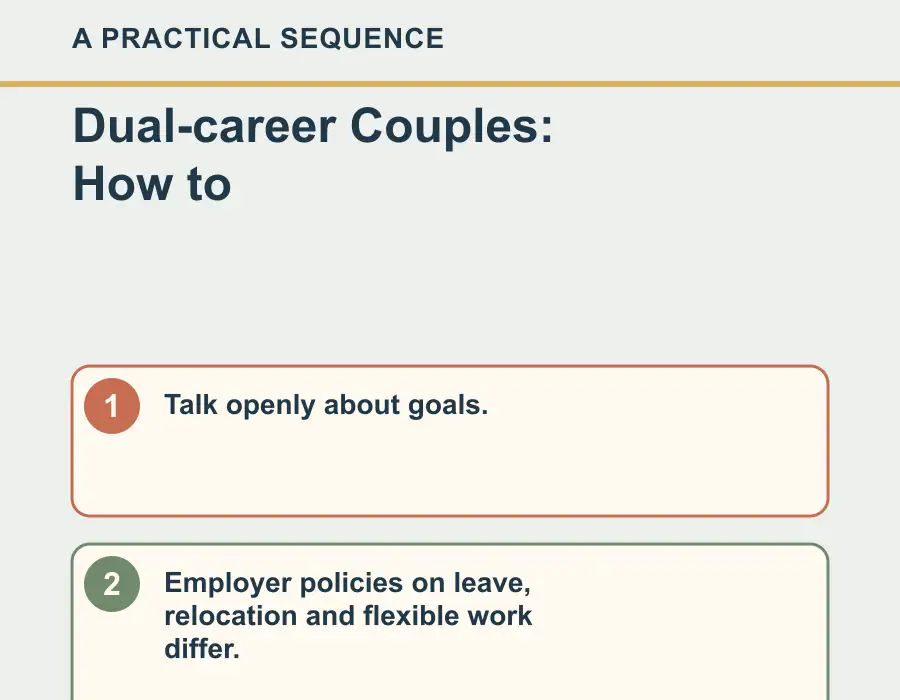 A PRACTICAL SEQUENCE
Dual-career Couples:
How to
1
Talk openly about goals.
2
Employer policies on leave,
relocation and flexible work
differ.